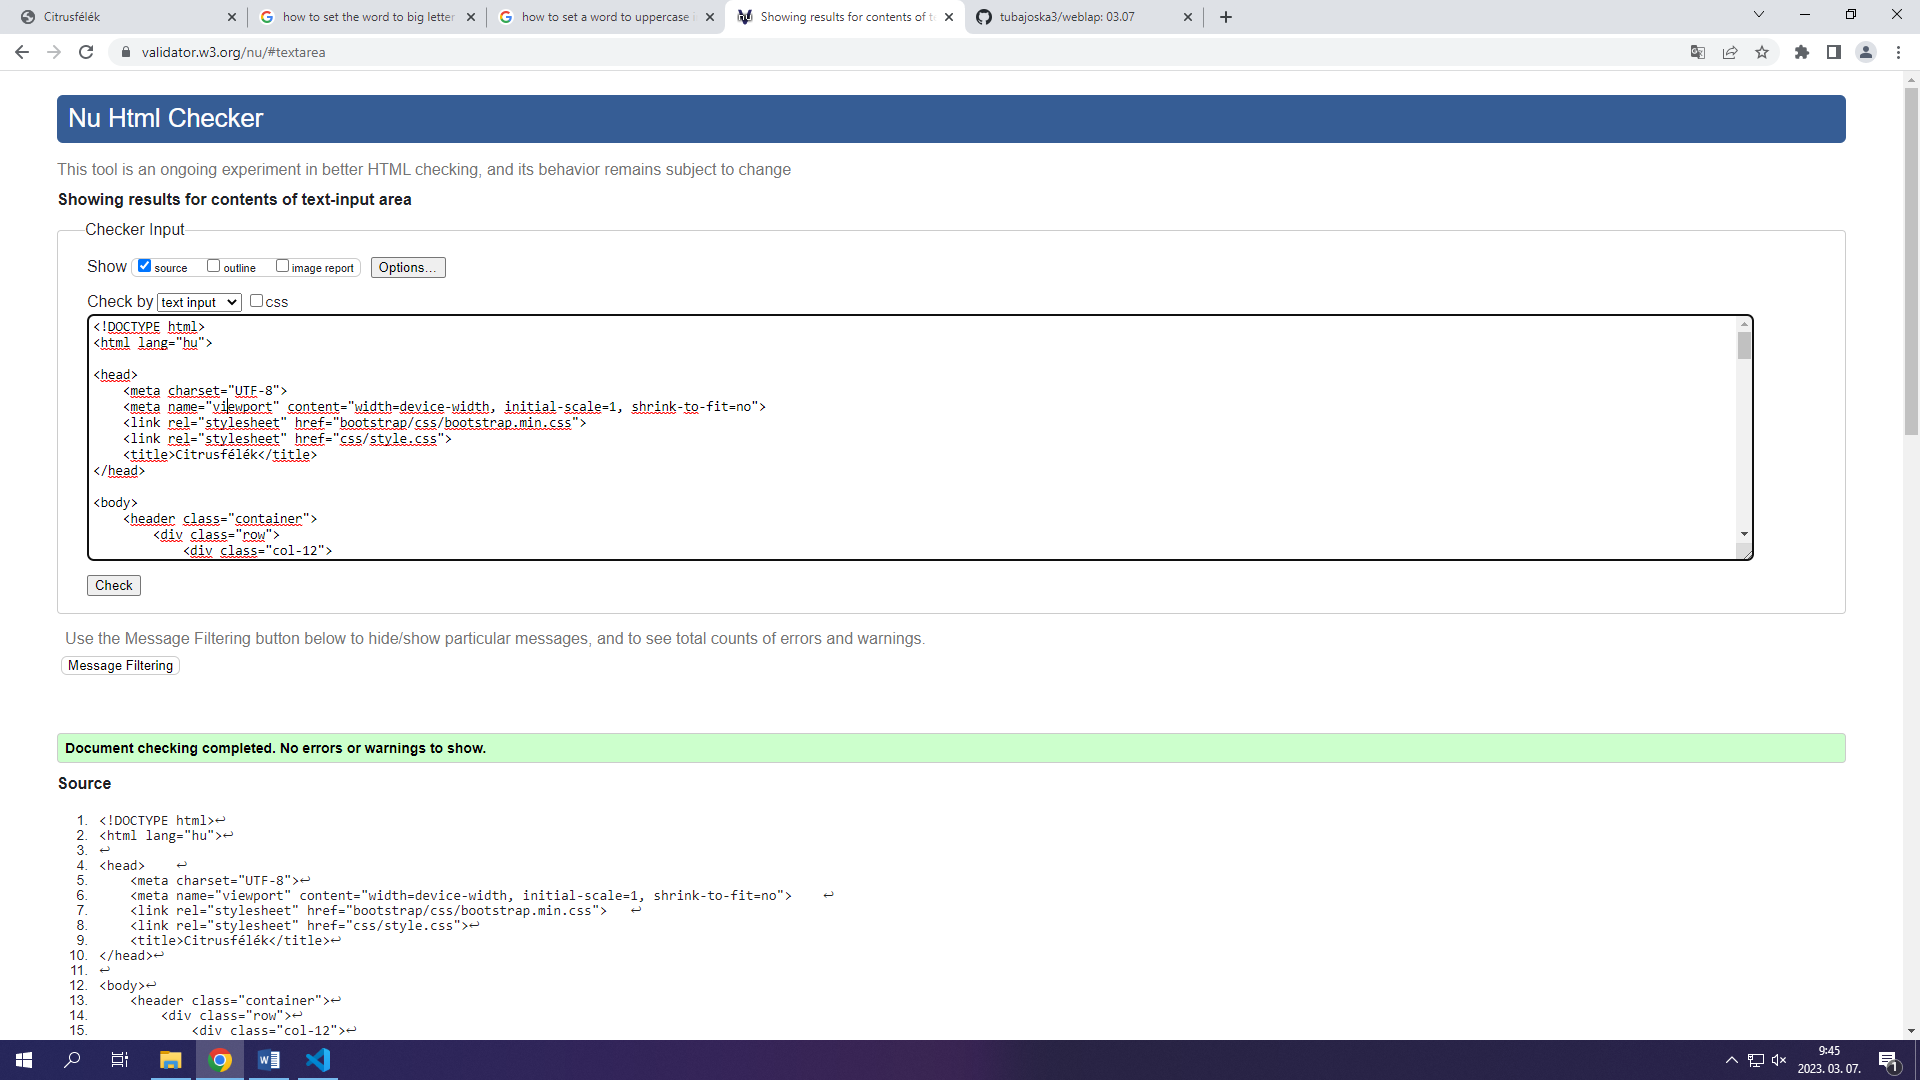 Citrusfélék
how to set the word to big letter
how to set a word to uppercase i
Showing results for contents of te
tubajoska3/weblap: 03.07
validator.w3.org/nu/#textarea
Nu Html Checker
This tool is an ongoing experiment in better HTML checking, and its behavior remains subject to change
Showing results for contents of text-input area
Checker Input
Show source outline image report Options...
Check by text input css
<!DOCTYPE html>
<html lang="hu">
<head>
<meta charset="UTF-8">
<meta name="viewport" content="width=device-width, initial-scale=1, shrink-to-fit=no">
<link rel="stylesheet" href="bootstrap/css/bootstrap.min.css">
<link rel="stylesheet" href="css/style.css">
<title>Citrusfélék</title>
</head>
<body>
<header class="container">
<div class="row">
<div class="col-12">
Check
Use the Message Filtering button below to hide/show particular messages, and to see total counts of errors and warnings.
Message Filtering
Document checking completed. No errors or warnings to show.
Source
1. <!DOCTYPE html>↩
2. <html lang="hu">↩
3. ↩
4. <head> ↩
5. <meta charset="UTF-8">↩
6. <meta name="viewport" content="width=device-width, initial-scale=1, shrink-to-fit=no"> ↩
7. <link rel="stylesheet" href="bootstrap/css/bootstrap.min.css"> ↩
8. <link rel="stylesheet" href="css/style.css">↩
9. <title>Citrusfélék</title>↩
10. </head>↩
11. ↩
12. <body>↩
13. <header class="container">↩
14. <div class="row">↩
15. <div class="col-12">↩
9:45
2023. 03. 07.
1